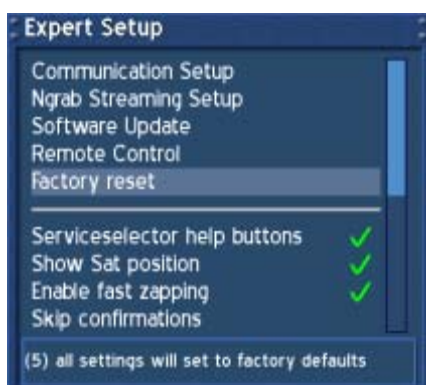 Expert Setup
Communication Setup
Ngrab Streaming Setup
Software Update
Remote Control
Factory reset
Serviceselector help buttons
Show Sat position
Enable fast zapping
Skip confirmations
(5) all settings will set to factory defaults